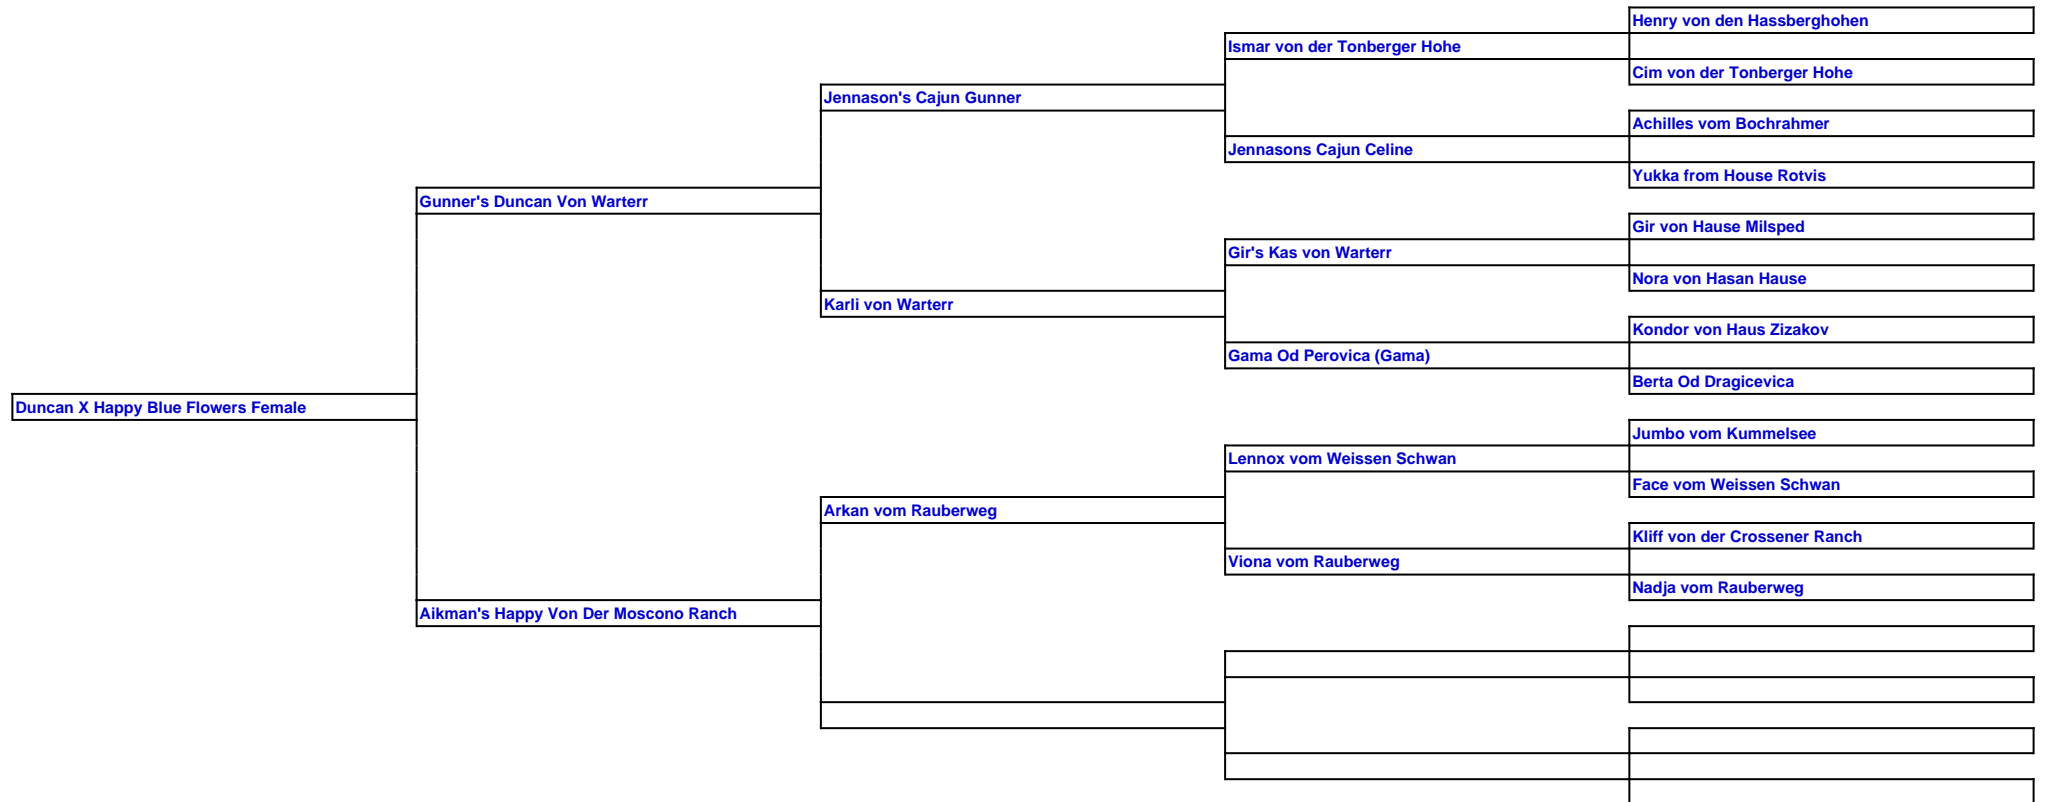 Henry von den Hassberghohen
Ismar von der Tonberger Hohe
Cim von der Tonberger Hohe
Jennason's Cajun Gunner
Achilles vom Bochrahmer
Jennasons Cajun Celine
Yukka from House Rotvis
Gunner's Duncan Von Warterr
Gir von Hause Milsped
Gir's Kas von Warterr
Nora von Hasan Hause
Karli von Warterr
Kondor von Haus Zizakov
Gama Od Perovica (Gama)
Berta Od Dragicevica
Duncan X Happy Blue Flowers Female
Jumbo vom Kummelsee
Lennox vom Weissen Schwan
Face vom Weissen Schwan
Arkan vom Rauberweg
Kliff von der Crossener Ranch
Viona vom Rauberweg
Nadja vom Rauberweg
Aikman's Happy Von Der Moscono Ranch